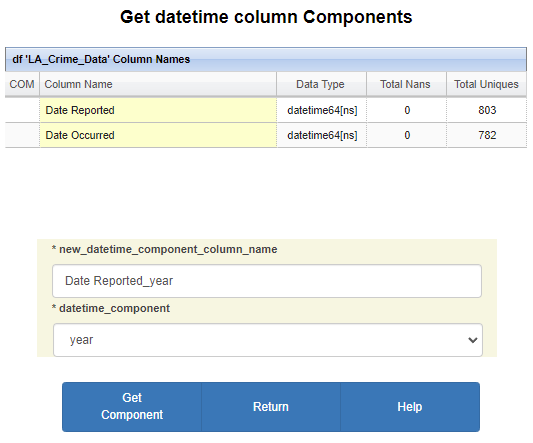 Get datetime column Components
df 'LA_Crime_Data' Column Names
COM Column Name Data Type Total Nans Total Uniques
Date Reported datetime64[ns] 0 803
Date Occurred datetime64[ns] 0 782
* new_datetime_component_column_name
Date Reported_year
* datetime_component
year
Get
Component
Return
Help